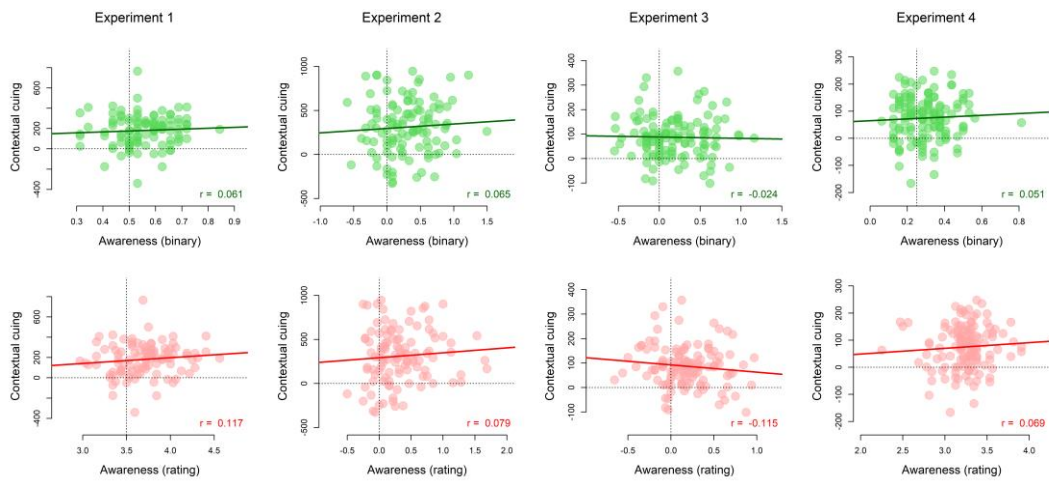 Experiment 1
Experiment 2
Experiment 3
Experiment 4
Contextual cuing
600
400
200
0
-400
r = 0.061
0.3 0.4 0.5 0.6 0.7 0.8 0.9
Awareness (binary)
Contextual cuing
1000
500
0
-500
r = 0.065
-1.0 -0.5 0.0 0.5 1.0 1.5
Awareness (binary)
Contextual cuing
400
300
200
100
0
-100
r = -0.024
-0.5 0.0 0.5 1.0 1.5
Awareness (binary)
Contextual cuing
300
200
100
0
-100
-200
r = 0.051
0.0 0.2 0.4 0.6 0.8
Awareness (binary)
Contextual cuing
600
400
200
0
-400
r = 0.117
3.0 3.5 4.0 4.5
Awareness (rating)
Contextual cuing
1000
500
0
-500
r = 0.079
-0.5 0.0 0.5 1.0 1.5 2.0
Awareness (rating)
Contextual cuing
400
300
200
100
0
-100
r = -0.115
-0.5 0.0 0.5 1.0
Awareness (rating)
Contextual cuing
300
200
100
0
-100
-200
r = 0.069
2.0 2.5 3.0 3.5 4.0
Awareness (rating)